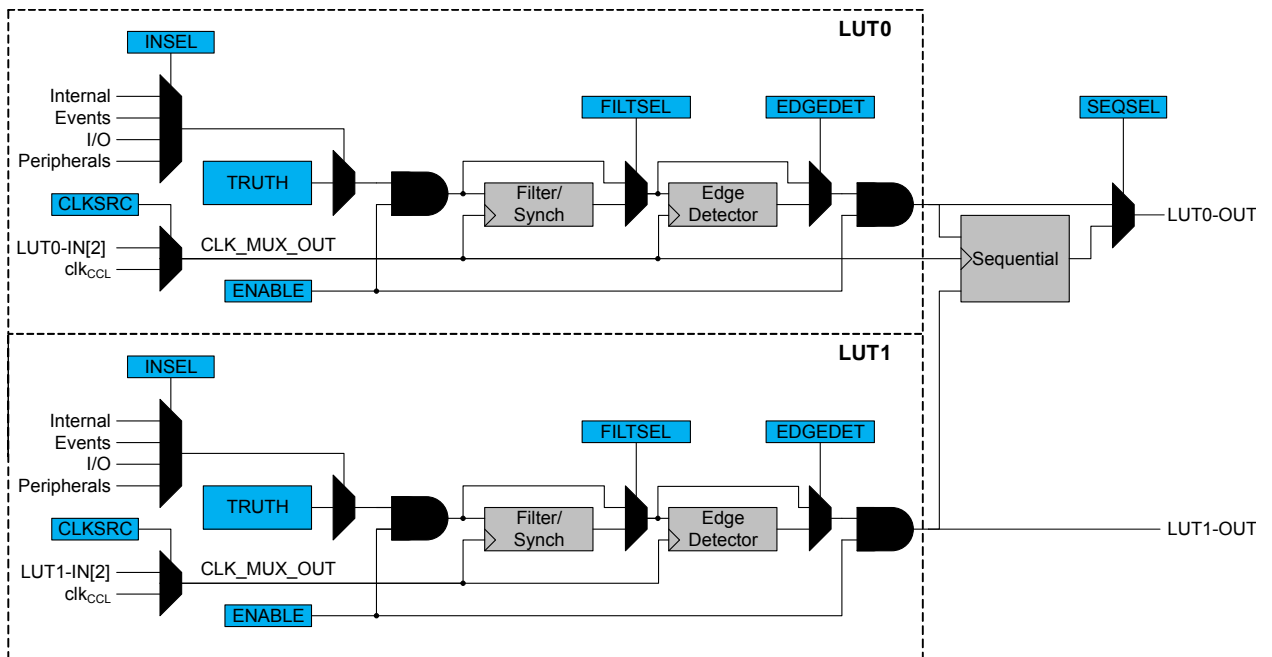 LUT0
INSEL
Internal
Events
I/O
Peripherals
FILTSEL
EDGEDET
SEQSEL
TRUTH
Filter/
Synch
Edge
Detector
CLKSRC
LUT0-IN[2]
clkCCL
CLK_MUX_OUT
ENABLE
Sequential
LUT0-OUT
LUT1
INSEL
Internal
Events
I/O
Peripherals
FILTSEL
EDGEDET
TRUTH
Filter/
Synch
Edge
Detector
CLKSRC
LUT1-IN[2]
clkCCL
CLK_MUX_OUT
ENABLE
LUT1-OUT